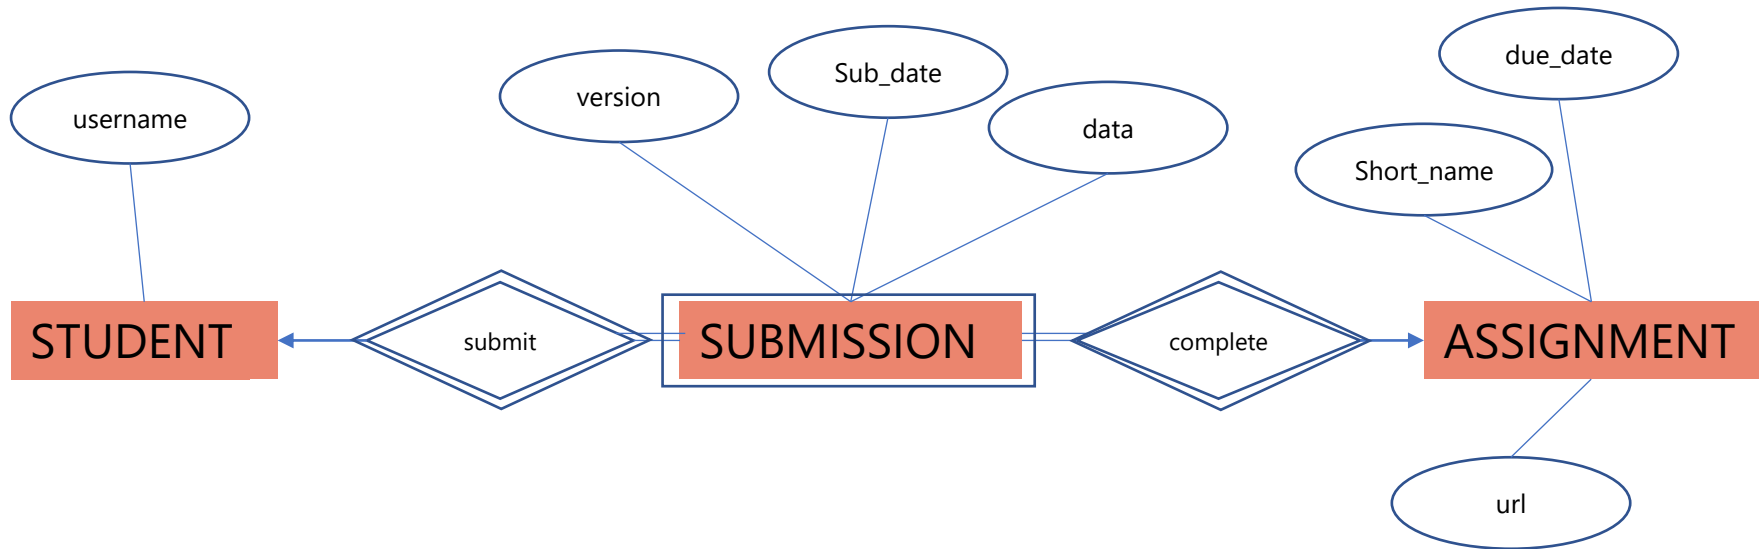 due_date
Sub_date
version
username
data
Short_name
STUDENT
submit
SUBMISSION
complete
ASSIGNMENT
url